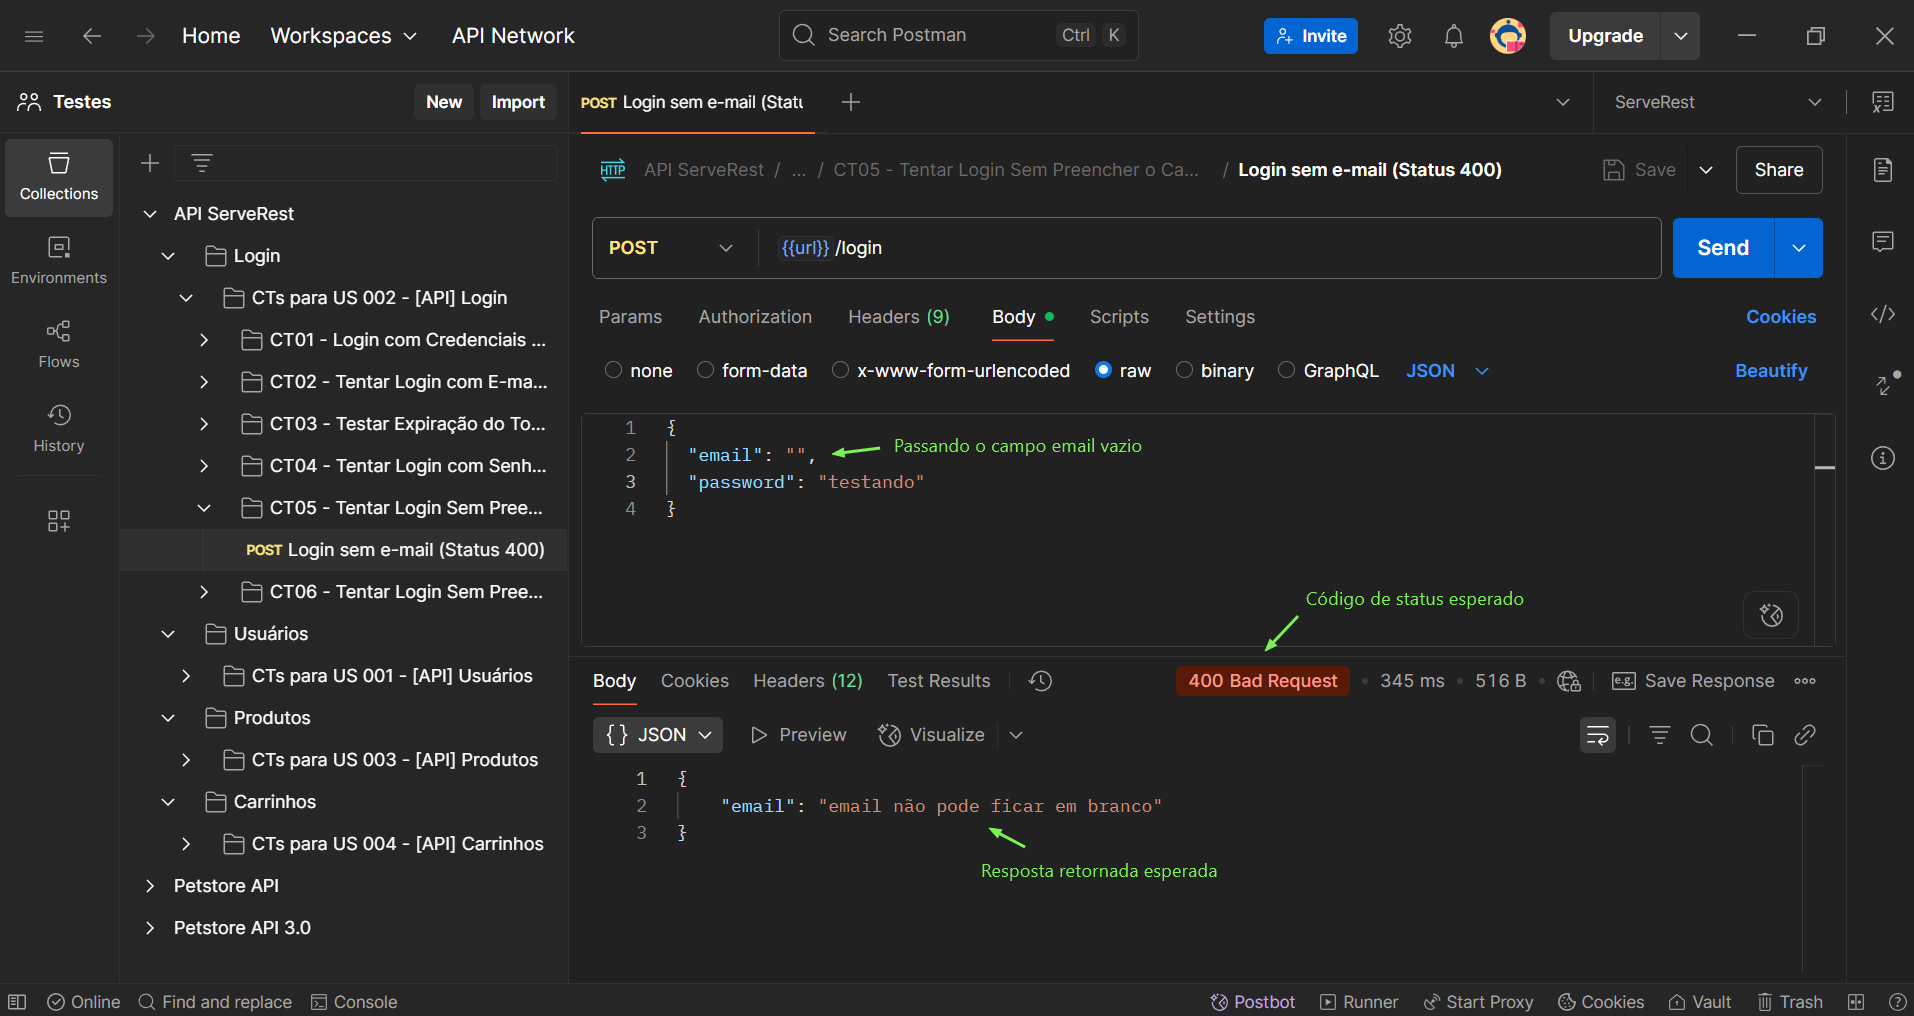 Home Workspaces API Network Search Postman Ctrl K Invite Upgrade
Testes New Import POST Login sem e-mail (Statu ServeRest
HTTP API ServeRest / ... / CT05 - Tentar Login Sem Preencher o Ca... / Login sem e-mail (Status 400) Save Share
Collections
Environments
Flows
History
API ServeRest
Login
CTs para US 002 - [API] Login
CT01 - Login com Credenciais ...
CT02 - Tentar Login com E-ma...
CT03 - Testar Expiração do To...
CT04 - Tentar Login com Senh...
CT05 - Tentar Login Sem Pree...
POST Login sem e-mail (Status 400)
CT06 - Tentar Login Sem Pree...
Usuários
CTs para US 001 - [API] Usuários
Produtos
CTs para US 003 - [API] Produtos
Carrinhos
CTs para US 004 - [API] Carrinhos
Petstore API
Petstore API 3.0
POST {{url}} /login Send
Params Authorization Headers (9) Body Scripts Settings Cookies
none form-data x-www-form-urlencoded raw binary GraphQL JSON Beautify
1 {
2 "email": "", Passando o campo email vazio
3 "password": "testando"
4 }
Código de status esperado
Body Cookies Headers (12) Test Results 400 Bad Request • 345 ms • 516 B • e.g. Save Response
{} JSON Preview Visualize
1 {
2 "email": "email não pode ficar em branco"
3 }
Resposta retornada esperada
Online Find and replace Console Postbot Runner Start Proxy Cookies Vault Trash